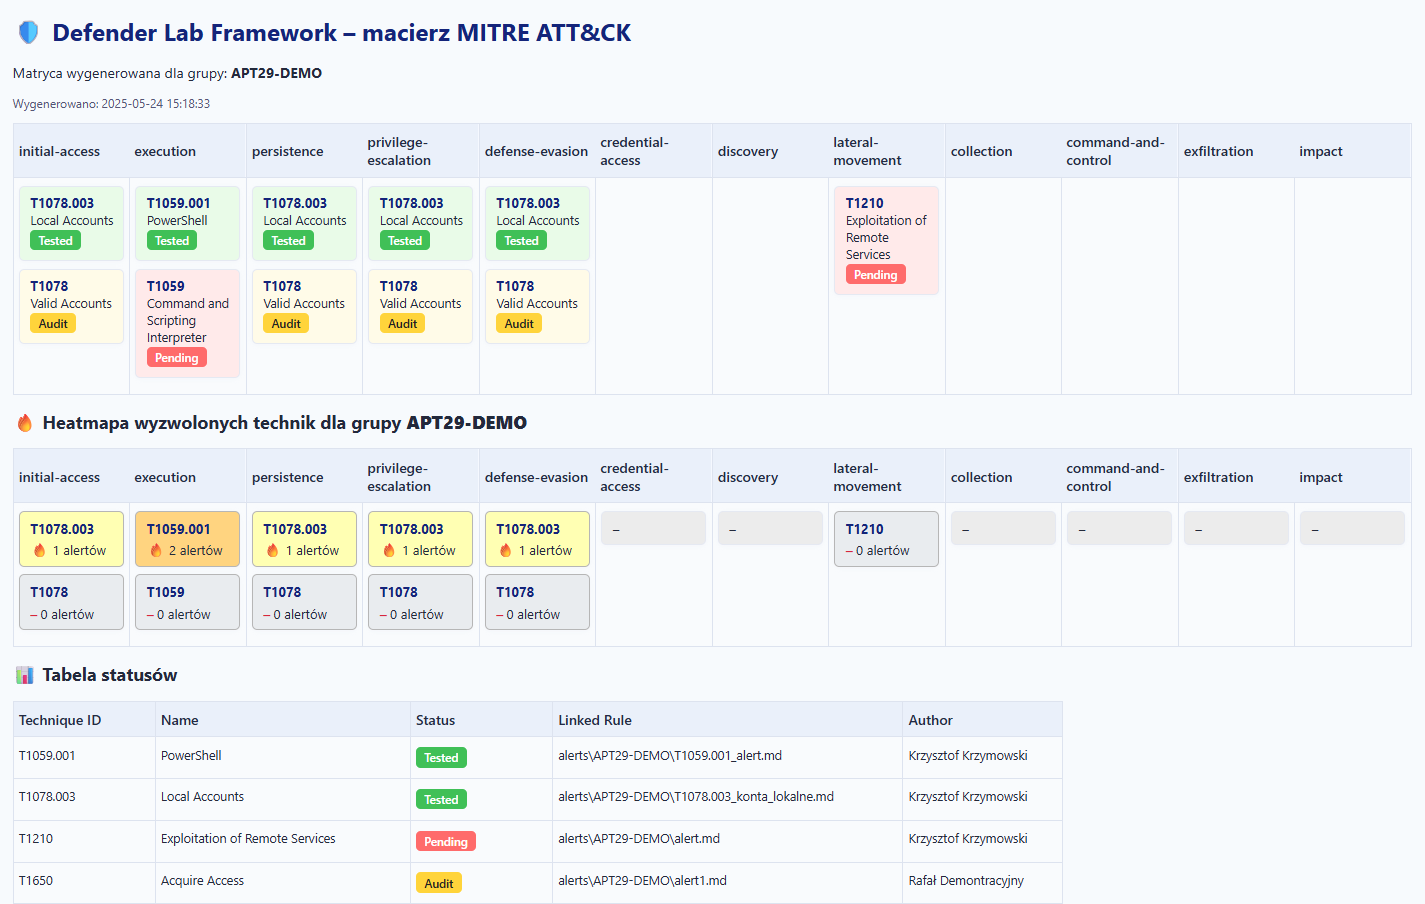 Defender Lab Framework – macierz MITRE ATT&CK
Matryca wygenerowana dla grupy: APT29-DEMO
Wygenerowano: 2025-05-24 15:18:33
initial-access
execution
persistence
privilege-
escalation
defense-evasion
credential-
access
discovery
lateral-
movement
collection
command-and-
control
exfiltration
impact
T1078.003
Local Accounts
Tested
T1078
Valid Accounts
Audit
T1059.001
PowerShell
Tested
T1059
Command and
Scripting
Interpreter
Pending
T1078.003
Local Accounts
Tested
T1078
Valid Accounts
Audit
T1078.003
Local Accounts
Tested
T1078
Valid Accounts
Audit
T1078.003
Local Accounts
Tested
T1078
Valid Accounts
Audit
T1210
Exploitation of
Remote
Services
Pending
Heatmapa wyzwolonych technik dla grupy APT29-DEMO
initial-access
execution
persistence
privilege-
escalation
defense-evasion
credential-
access
discovery
lateral-
movement
collection
command-and-
control
exfiltration
impact
T1078.003
🔥 1 alertów
T1078
– 0 alertów
T1059.001
🔥 2 alertów
T1059
– 0 alertów
T1078.003
🔥 1 alertów
T1078
– 0 alertów
T1078.003
🔥 1 alertów
T1078
– 0 alertów
T1078.003
🔥 1 alertów
T1078
– 0 alertów
–
–
T1210
– 0 alertów
–
–
–
–
Tabela statusów
Technique ID Name Status Linked Rule Author
T1059.001 PowerShell Tested alerts\APT29-DEMO\T1059.001_alert.md Krzysztof Krzymowski
T1078.003 Local Accounts Tested alerts\APT29-DEMO\T1078.003_konta_lokalne.md Krzysztof Krzymowski
T1210 Exploitation of Remote Services Pending alerts\APT29-DEMO\alert.md Krzysztof Krzymowski
T1650 Acquire Access Audit alerts\APT29-DEMO\alert1.md Rafał Demontracyjny